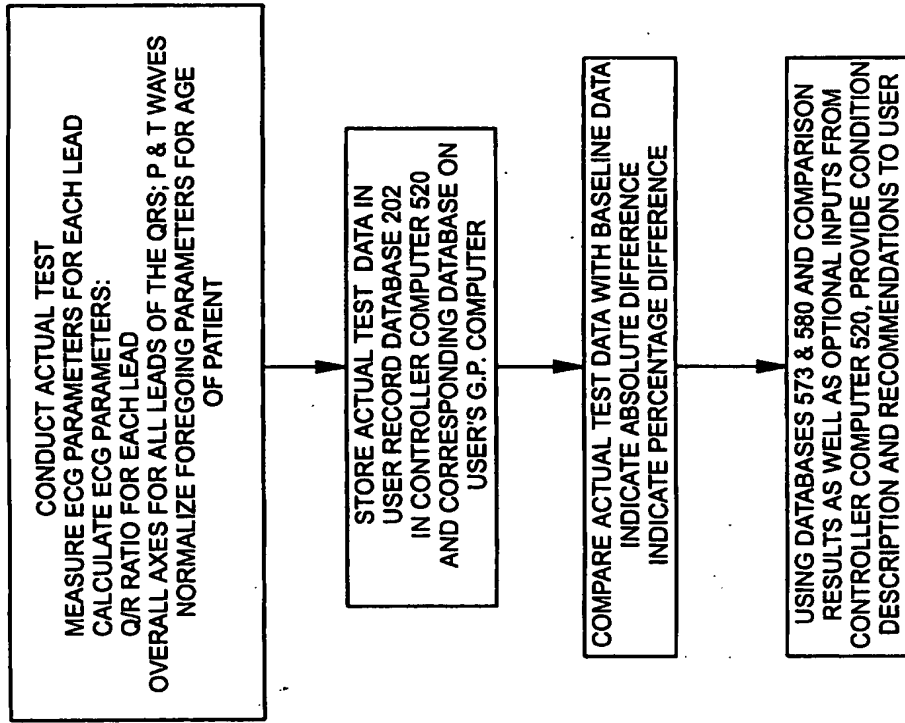 CONDUCT ACTUAL TEST
MEASURE ECG PARAMETERS FOR EACH LEAD
CALCULATE ECG PARAMETERS:
Q/R RATIO FOR EACH LEAD
OVERALL AXES FOR ALL LEADS OF THE QRS; P & T WAVES
NORMALIZE FOREGOING PARAMETERS FOR AGE
OF PATIENT
STORE ACTUAL TEST DATA IN
USER RECORD DATABASE 202
IN CONTROLLER COMPUTER 520
AND CORRESPONDING DATABASE ON
USER'S G.P. COMPUTER
COMPARE ACTUAL TEST DATA WITH BASELINE DATA
INDICATE ABSOLUTE DIFFERENCE
INDICATE PERCENTAGE DIFFERENCE
USING DATABASES 573 & 580 AND COMPARISON
RESULTS AS WELL AS OPTIONAL INPUTS FROM
CONTROLLER COMPUTER 520, PROVIDE CONDITION
DESCRIPTION AND RECOMMENDATIONS TO USER